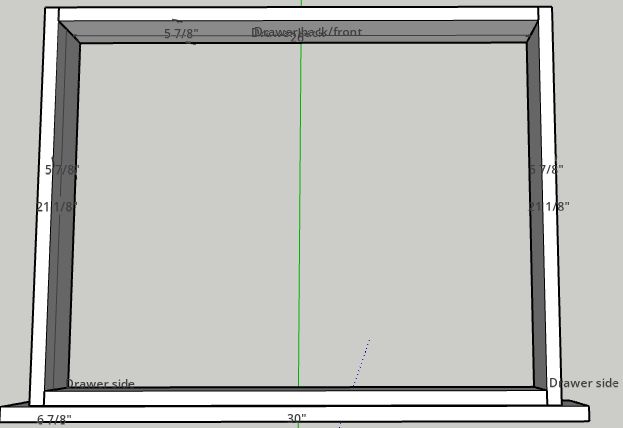 Drawer back/front
5 7/8"
26"
5 7/8"
5 7/8"
21 1/8"
21 1/8"
Drawer side
Drawer side
6 7/8"
30"